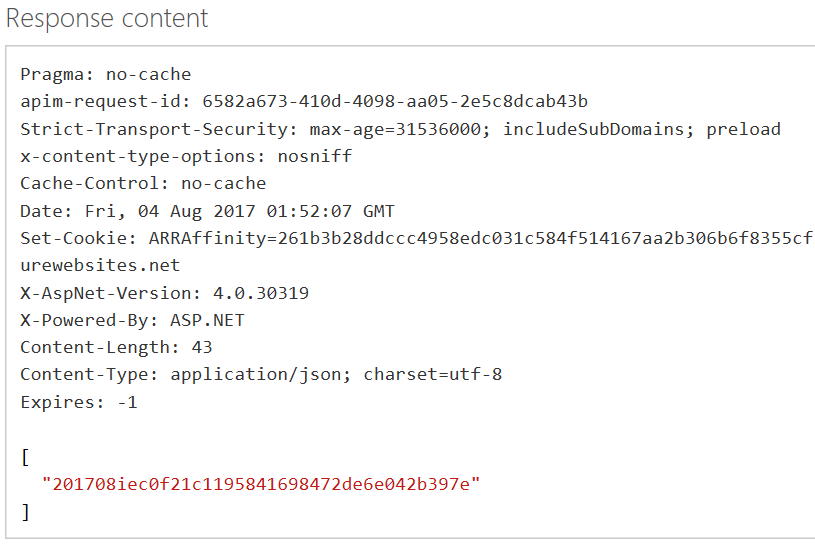 Response content
Pragma: no-cache
apim-request-id: 6582a673-410d-4098-aa05-2e5c8dcab43b
Strict-Transport-Security: max-age=31536000; includeSubDomains; preload
x-content-type-options: nosniff
Cache-Control: no-cache
Date: Fri, 04 Aug 2017 01:52:07 GMT
Set-Cookie: ARRAffinity=261b3b28ddccc4958edc031c584f514167aa2b306b6f8355cf
urewebsites.net
X-AspNet-Version: 4.0.30319
X-Powered-By: ASP.NET
Content-Length: 43
Content-Type: application/json; charset=utf-8
Expires: -1
[
"201708iec0f21c1195841698472de6e042b397e"
]